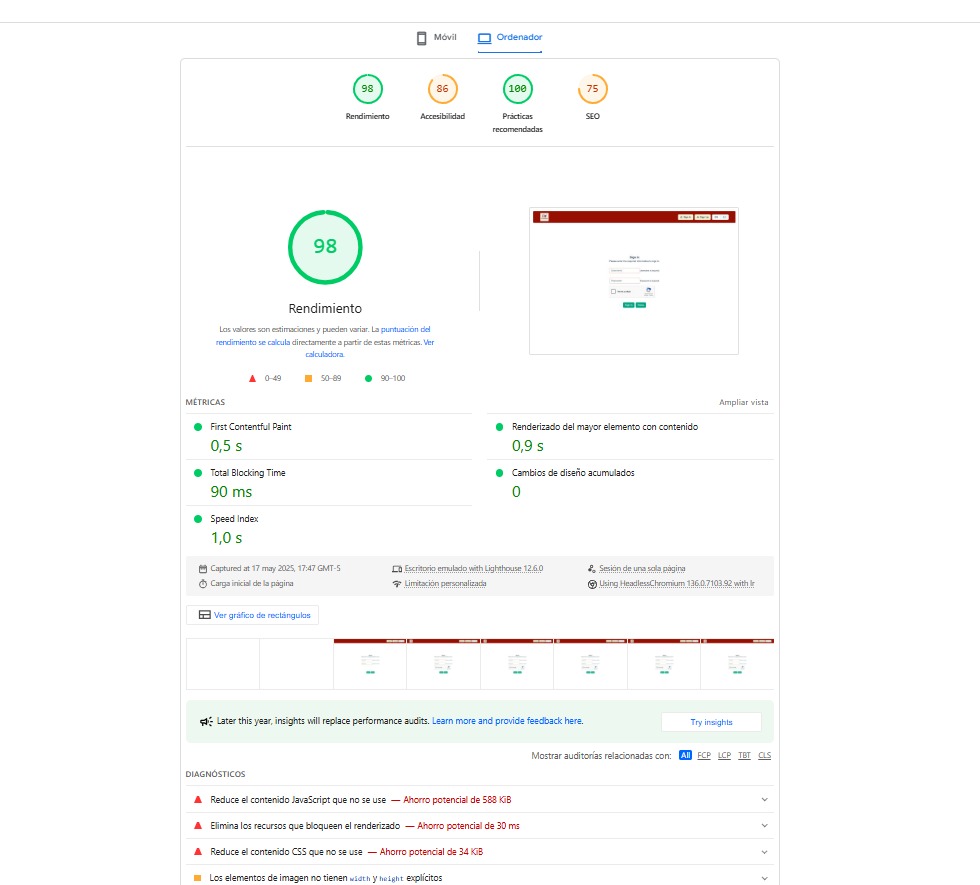 Móvil
Ordenador
98
86
100
75
Rendimiento
Accesibilidad
Prácticas
recomendadas
SEO
98
Rendimiento
Los valores son estimaciones y pueden variar. La puntuación del
rendimiento se calcula directamente a partir de estas métricas. Ver
calculadora.
0–49
50–89
90–100
MÉTRICAS
Ampliar vista
First Contentful Paint
0,5 s
Renderizado del mayor elemento con contenido
0,9 s
Total Blocking Time
90 ms
Cambios de diseño acumulados
0
Speed Index
1,0 s
Captured at 17 may 2025, 17:47 GMT-5
Escritorio emulado with Lighthouse 12.6.0
Sesión de una sola página
Carga inicial de la página
Limitación personalizada
Using HeadlessChromium 136.0.7103.92 with lr
Ver gráfico de rectángulos
Later this year, insights will replace performance audits. Learn more and provide feedback here.
Try insights
Mostrar auditorías relacionadas con: All FCP LCP TBT CLS
DIAGNÓSTICOS
Reduce el contenido JavaScript que no se use — Ahorro potencial de 588 KiB
Elimina los recursos que bloqueen el renderizado — Ahorro potencial de 30 ms
Reduce el contenido CSS que no se use — Ahorro potencial de 34 KiB
Los elementos de imagen no tienen width y height explícitos